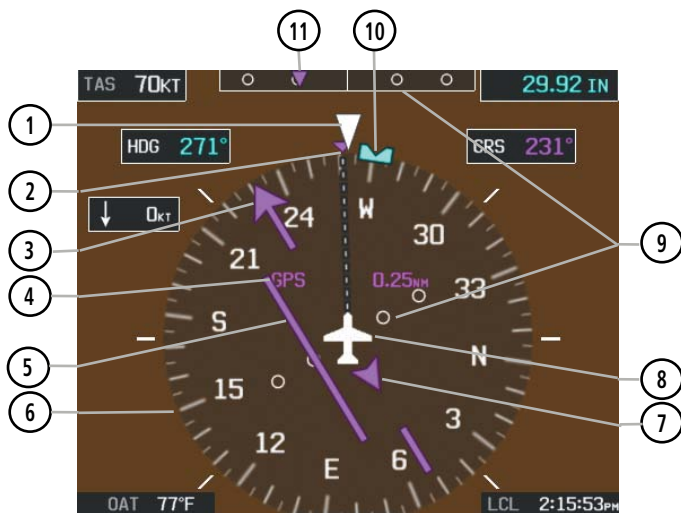 11
10
TAS 70KT
29.92 IN
1
HDG 271°
CRS 231°
2
↓ 0KT
3
24
W
30
21
9
4
GPS
0.25NM
33
S
5
8
N
6
15
7
3
12
E
6
OAT 77°F
LCL 2:15:53PM